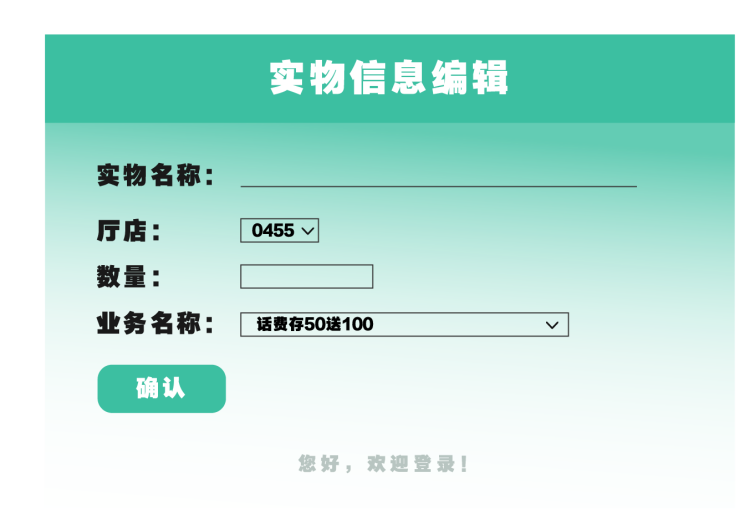 实物信息编辑
实物名称:
厅店: 0455
数量:
业务名称: 话费存50送100
确认
您好，欢迎登录!